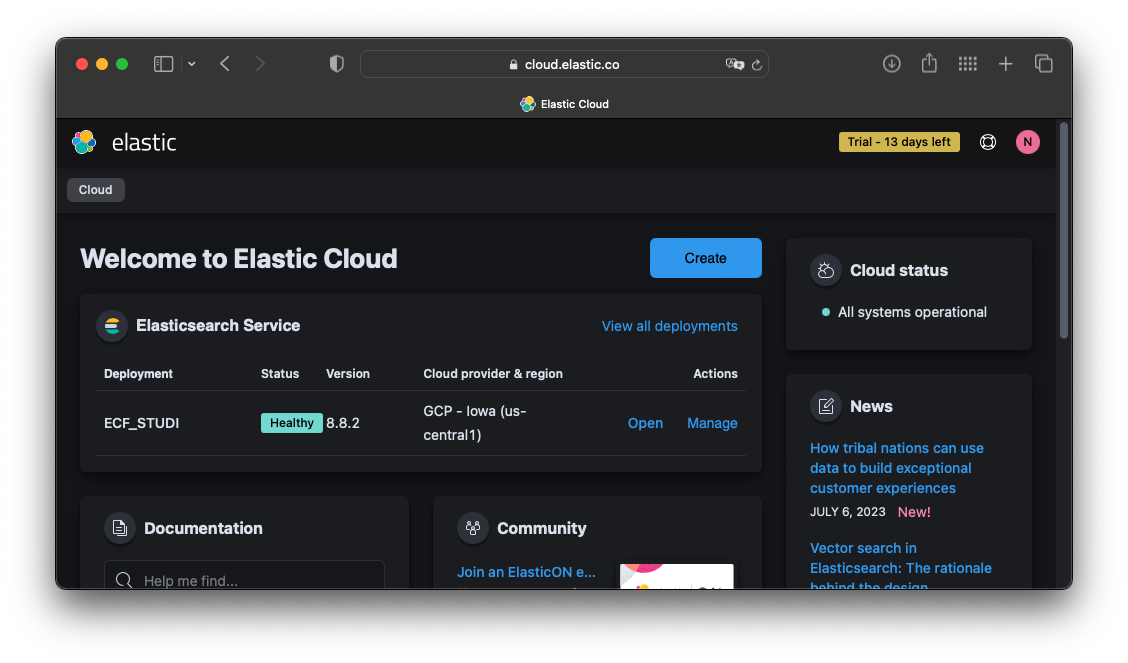 cloud.elastic.co
Elastic Cloud
elastic
Trial - 13 days left
N
Cloud
Welcome to Elastic Cloud
Create
Elasticsearch Service
View all deployments
Deployment Status Version Cloud provider & region Actions
ECF_STUDI Healthy 8.8.2 GCP - Iowa (us-
central1) Open Manage
Documentation
Help me find...
Community
Join an ElasticON e...
Cloud status
All systems operational
News
How tribal nations can use
data to build exceptional
customer experiences
JULY 6, 2023 New!
Vector search in
Elasticsearch: The rationale
behind the design